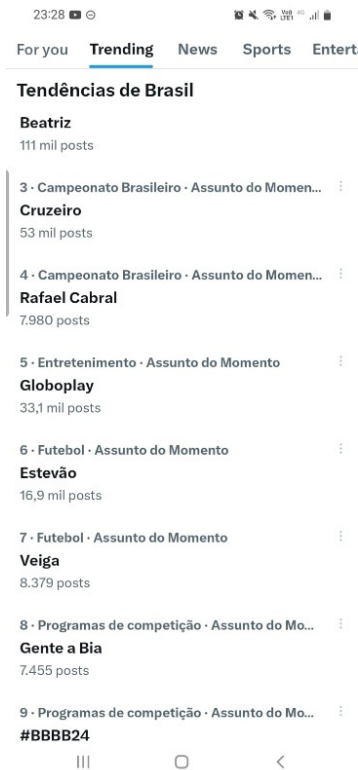 23:28
For you Trending News Sports Entert
Tendências de Brasil
Beatriz
111 mil posts
3 · Campeonato Brasileiro · Assunto do Momen...
Cruzeiro
53 mil posts
4 · Campeonato Brasileiro · Assunto do Momen...
Rafael Cabral
7.980 posts
5 · Entretenimento · Assunto do Momento
Globoplay
33,1 mil posts
6 · Futebol · Assunto do Momento
Estevão
16,9 mil posts
7 · Futebol · Assunto do Momento
Veiga
8.379 posts
8 · Programas de competição · Assunto do Mo...
Gente a Bia
7.455 posts
9 · Programas de competição · Assunto do Mo...
#BBBB24